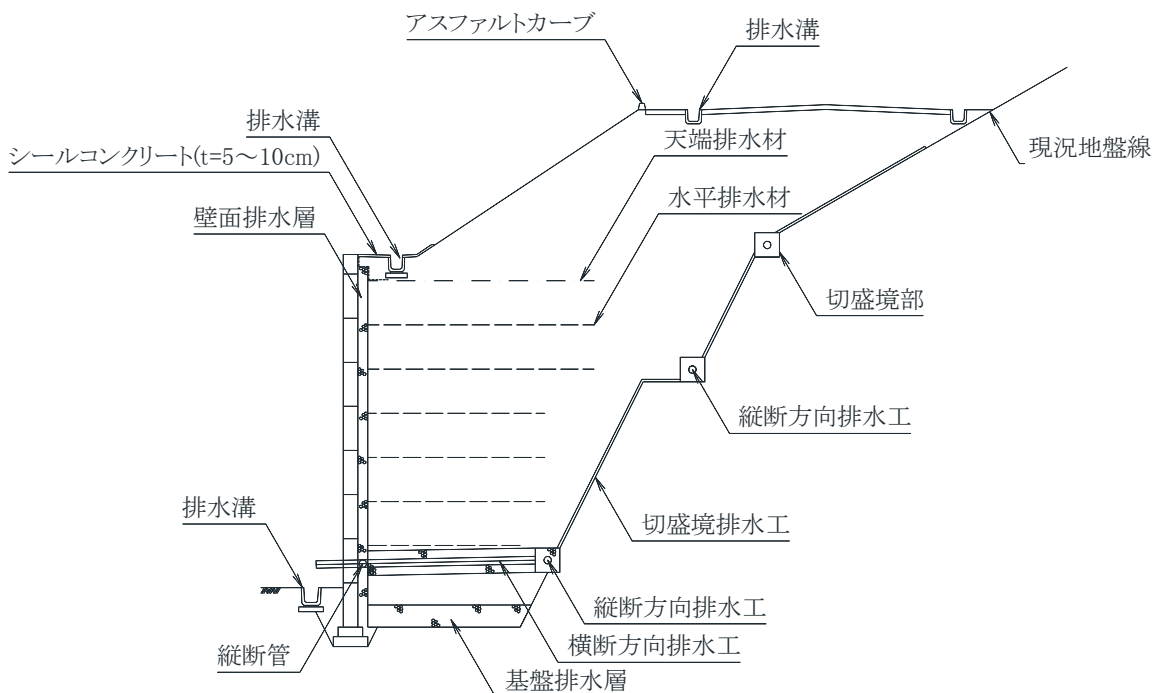 アスファルトカーブ
排水溝
排水溝
天端排水材
シールコンクリート(t=5～10cm)
現況地盤線
水平排水材
壁面排水層
切盛境部
縦断方向排水工
排水溝
切盛境排水工
縦断方向排水工
横断方向排水工
縦断管
基盤排水層